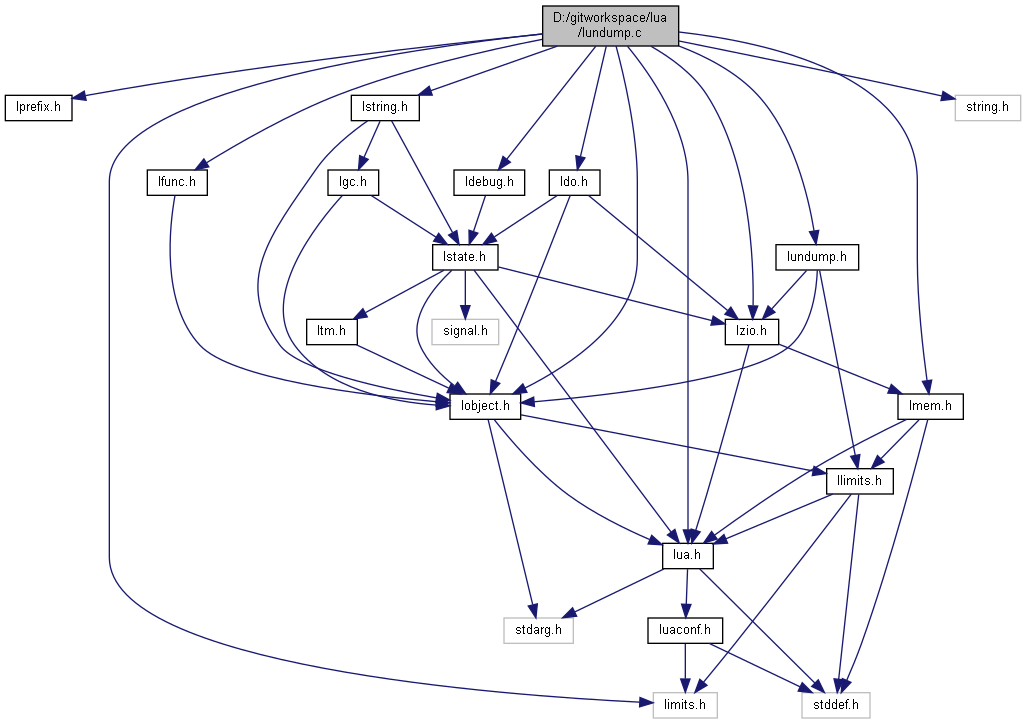 D:/gitworkspace/lua
/lundump.c
lprefix.h
lstring.h
string.h
lfunc.h
lgc.h
ldebug.h
ldo.h
lstate.h
lundump.h
ltm.h
signal.h
lzio.h
lobject.h
lmem.h
llimits.h
lua.h
stdarg.h
luaconf.h
limits.h
stddef.h